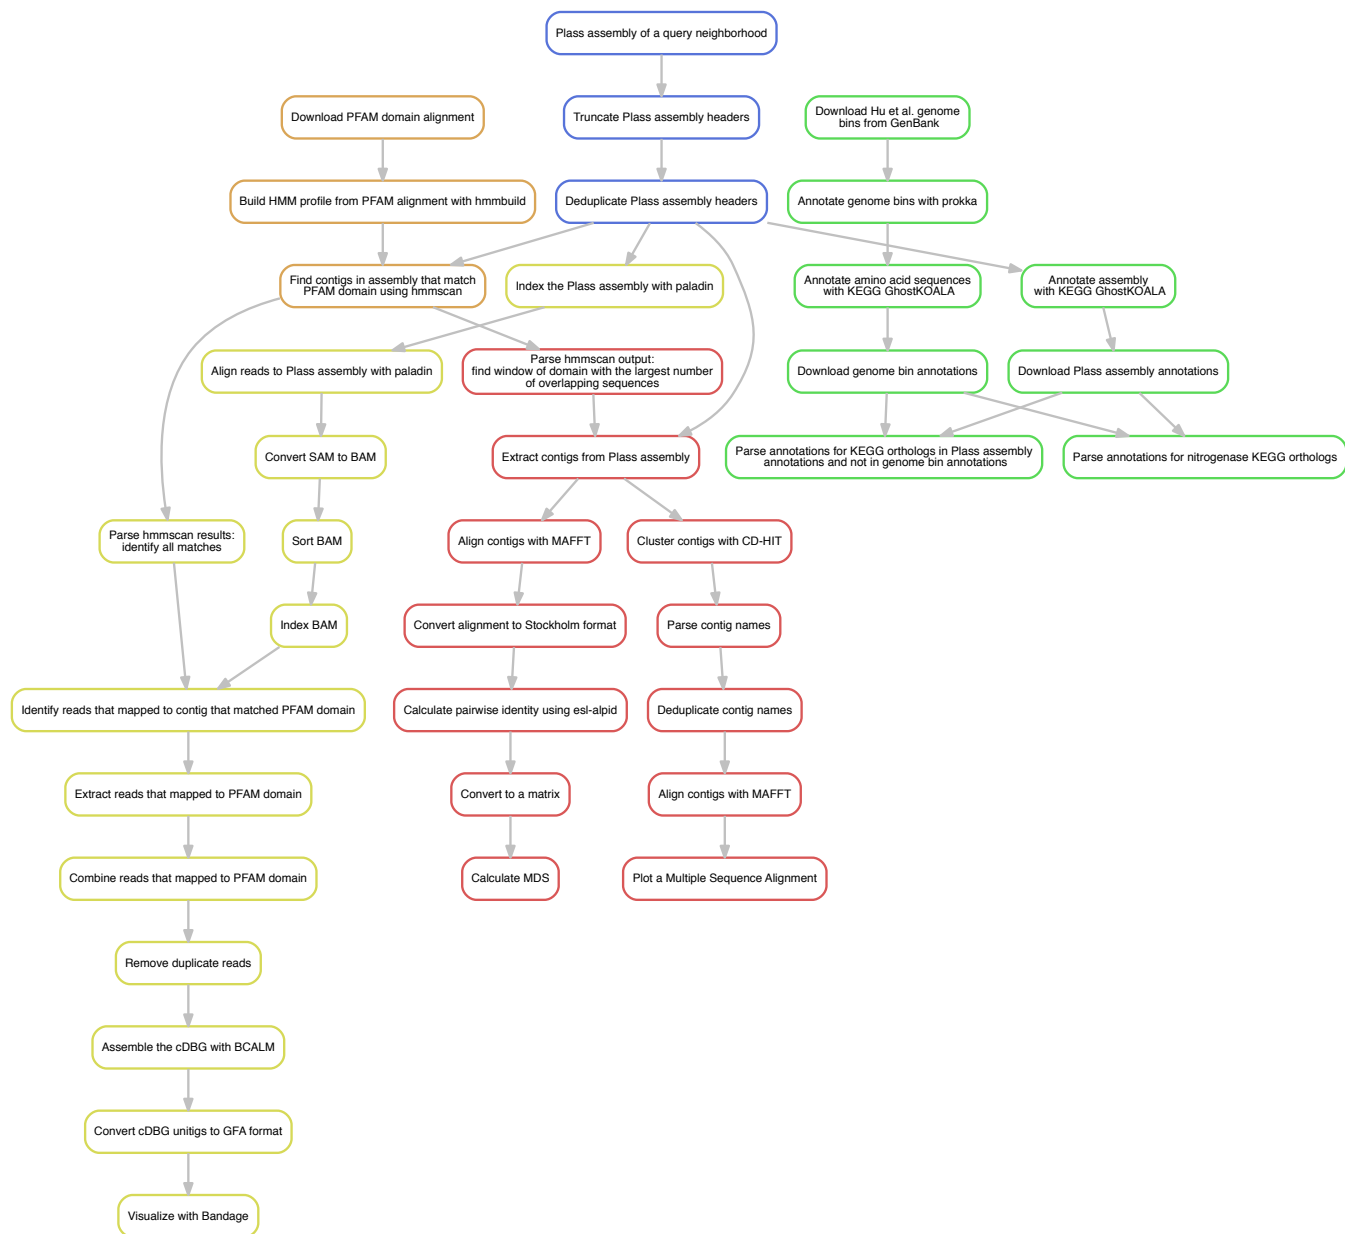 Plass assembly of a query neighborhood
Download PFAM domain alignment
Truncate Plass assembly headers
Download Hu et al. genome
bins from GenBank
Build HMM profile from PFAM alignment with hmmbuild
Deduplicate Plass assembly headers
Annotate genome bins with prokka
Find contigs in assembly that match
PFAM domain using hmmscan
Index the Plass assembly with paladin
Annotate amino acid sequences
with KEGG GhostKOALA
Annotate assembly
with KEGG GhostKOALA
Align reads to Plass assembly with paladin
Parse hmmscan output:
find window of domain with the largest number
of overlapping sequences
Download genome bin annotations
Download Plass assembly annotations
Convert SAM to BAM
Extract contigs from Plass assembly
Parse annotations for KEGG orthologs in Plass assembly
annotations and not in genome bin annotations
Parse annotations for nitrogenase KEGG orthologs
Parse hmmscan results:
identify all matches
Sort BAM
Align contigs with MAFFT
Cluster contigs with CD-HIT
Index BAM
Convert alignment to Stockholm format
Parse contig names
Identify reads that mapped to contig that matched PFAM domain
Calculate pairwise identity using esl-alpid
Deduplicate contig names
Extract reads that mapped to PFAM domain
Convert to a matrix
Align contigs with MAFFT
Combine reads that mapped to PFAM domain
Calculate MDS
Plot a Multiple Sequence Alignment
Remove duplicate reads
Assemble the cDBG with BCALM
Convert cDBG unitigs to GFA format
Visualize with Bandage